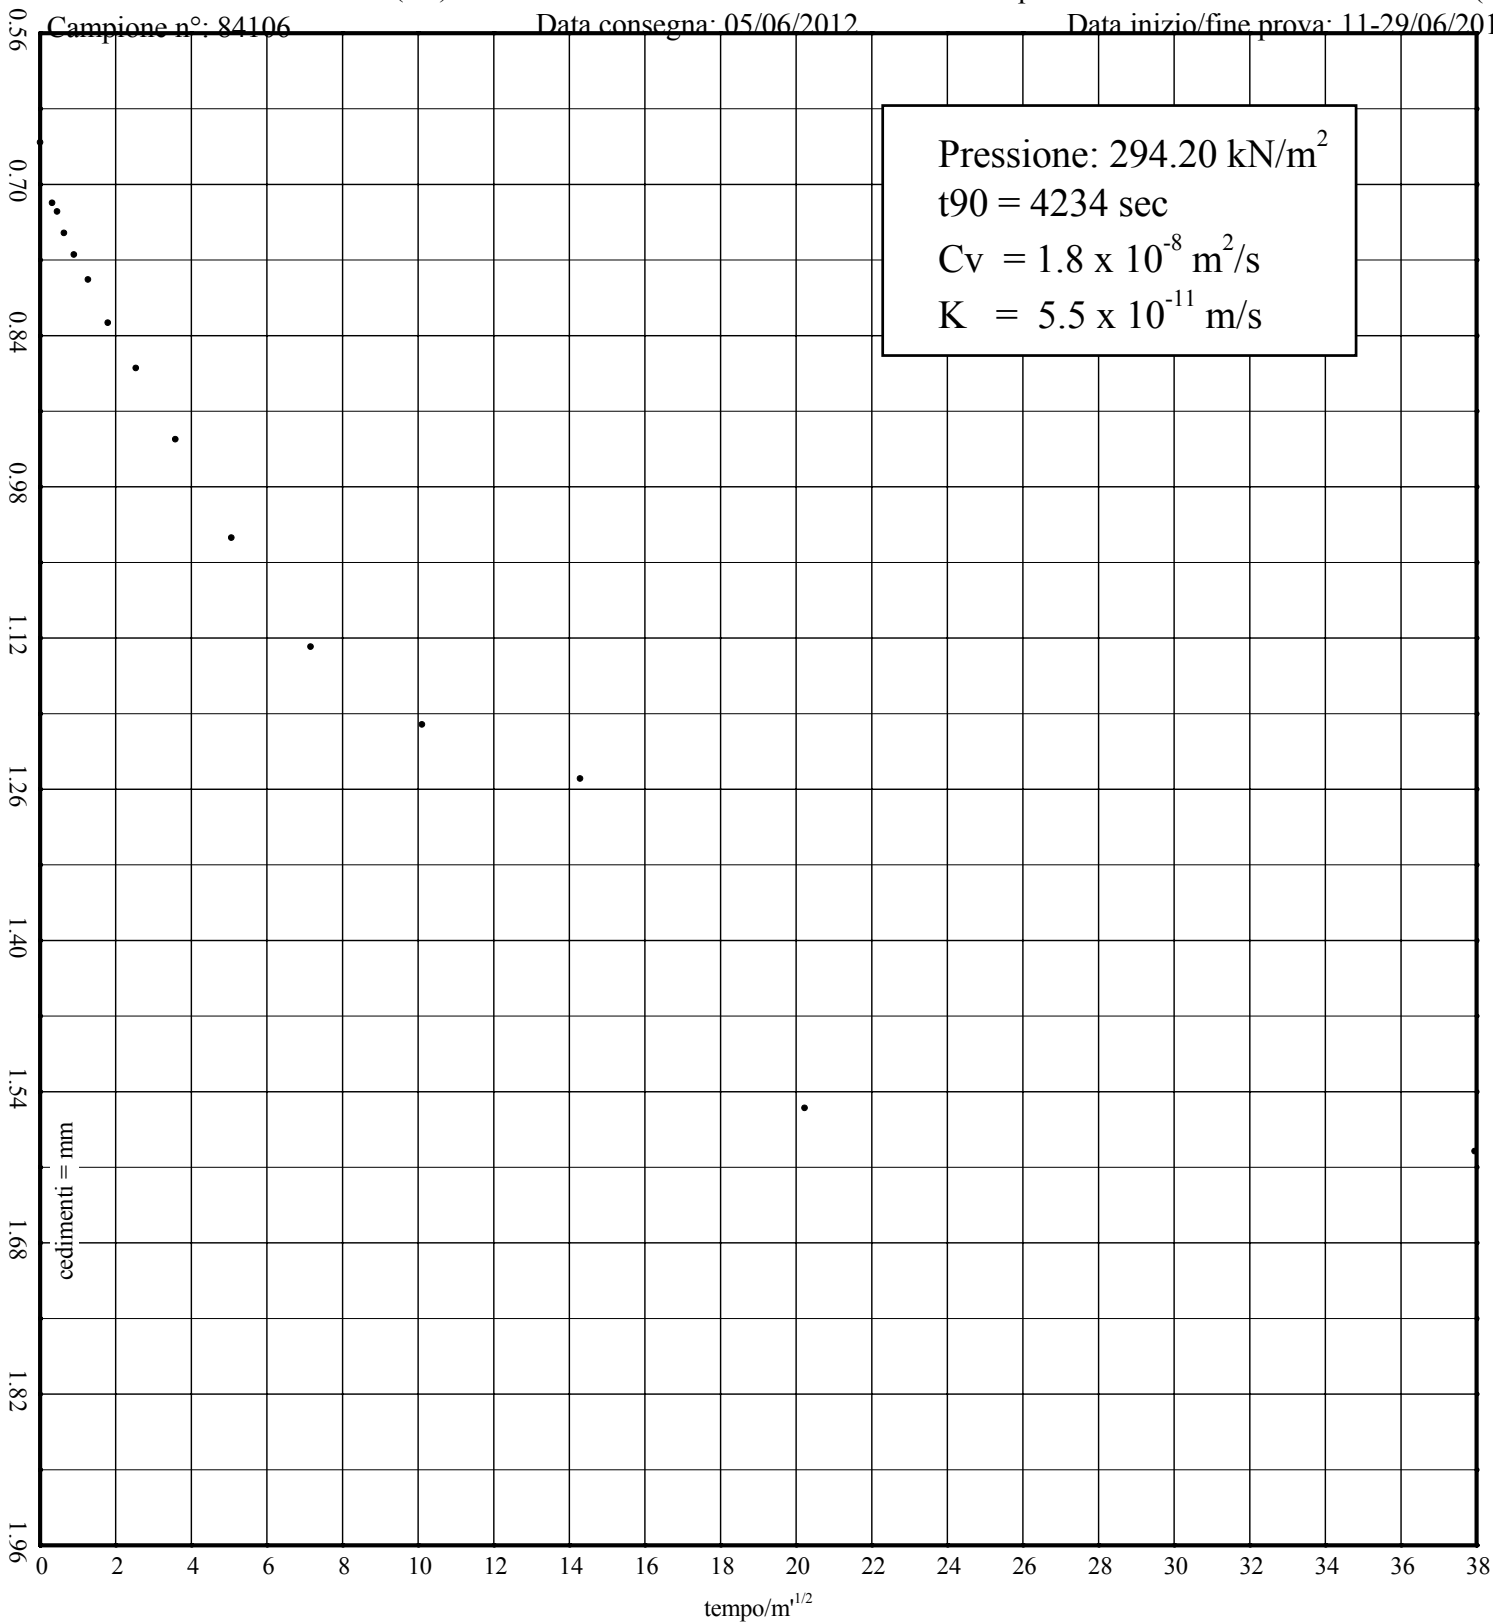 Campione n°: 84106 Data consegna: 05/06/2012 Data inizio/fine prova: 11-29/06/201
Pressione: 294.20 kN/m²
t90 = 4234 sec
Cv = 1.8 x 10⁻⁸ m²/s
K = 5.5 x 10⁻¹¹ m/s
0.56
0.70
0.84
0.98
1.12
1.26
1.40
1.54
1.68
1.82
1.96
cedimenti = mm
0 2 4 6 8 10 12 14 16 18 20 22 24 26 28 30 32 34 36 38
tempo/m'¹/²